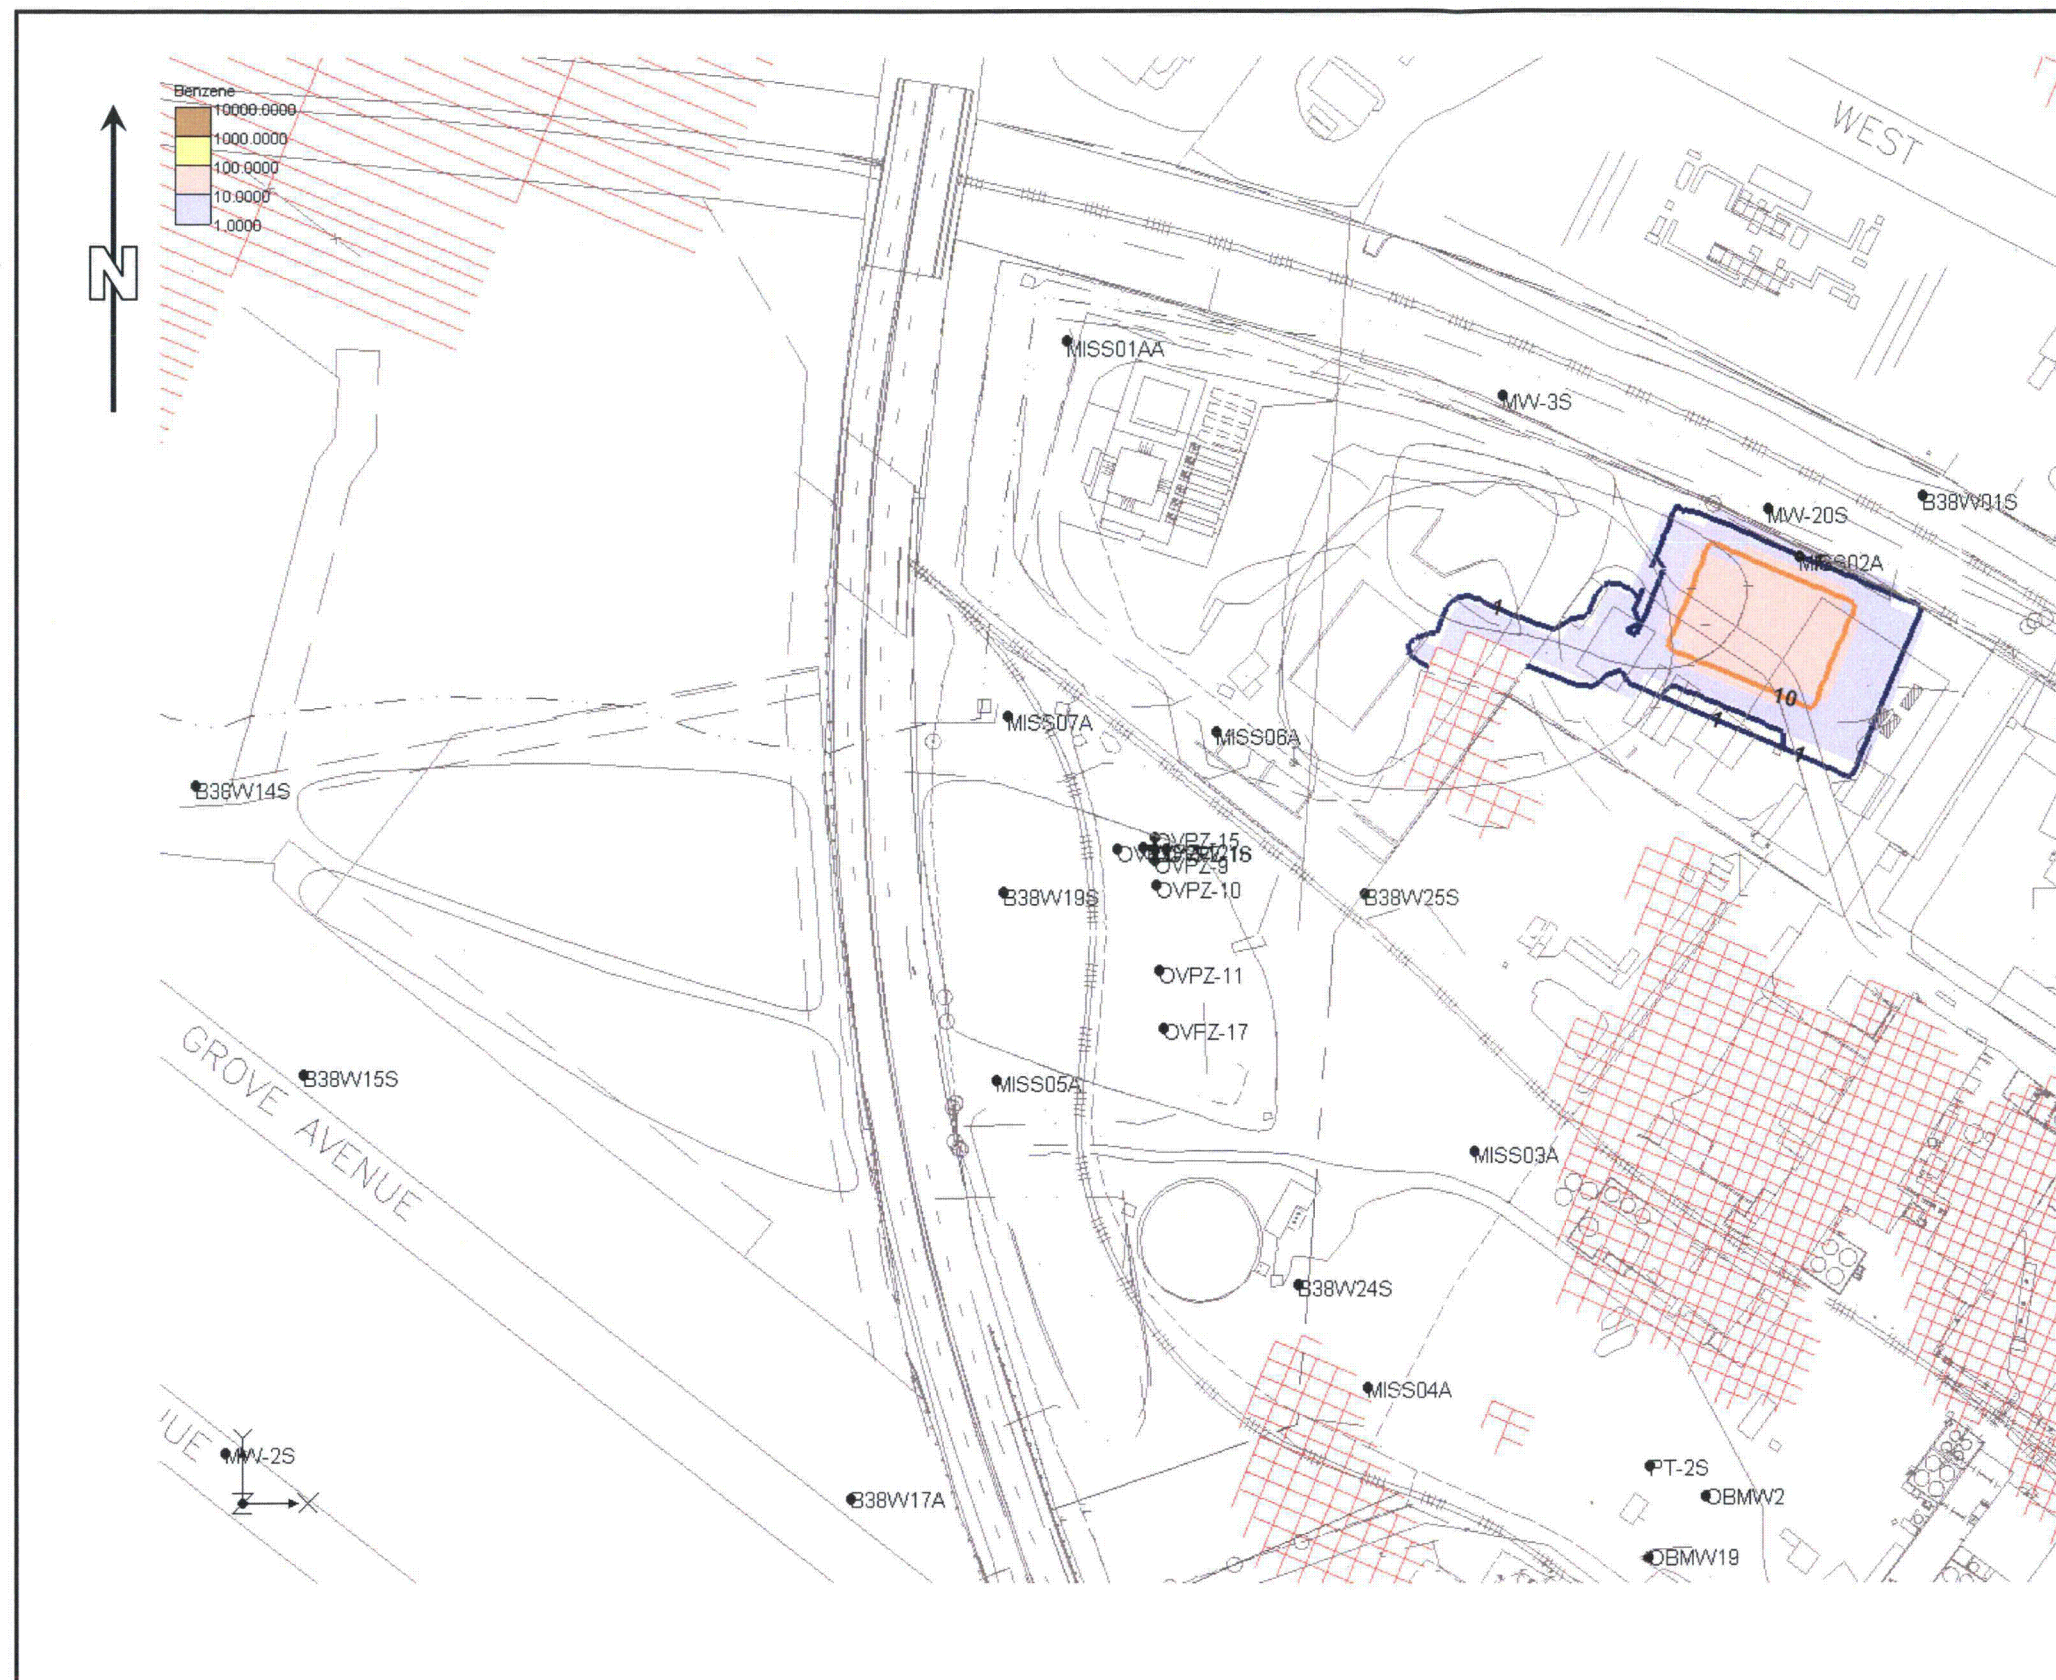 Benzene
10000.0000
1000.0000
100.0000
10.0000
1.0000
N
WEST
MISS01AA
MW-3S
B38W01S
MW-20S
MISS02A
1
10
1
1
MISS07A
MISS06A
B38W14S
OVPZ-15
OVPZ-9
OVPZ-10
B38W19S
B38W25S
OVPZ-11
OVPZ-17
GROVE AVENUE
B38W15S
MISS05A
MISS03A
B38W24S
MISS04A
UE
MW-2S
Y
Z
X
B38W17A
PT-2S
OBMW2
OBMW19